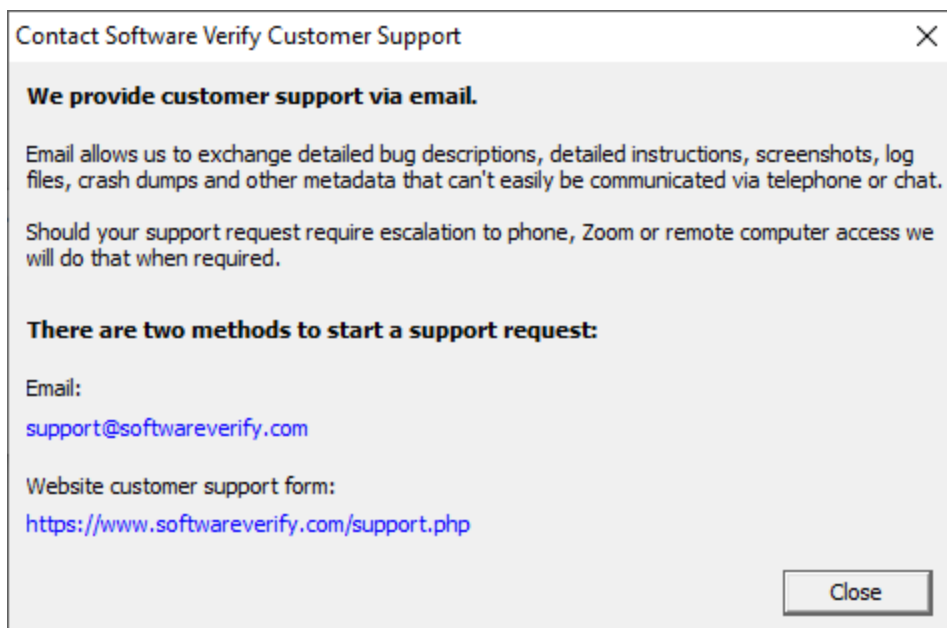 Contact Software Verify Customer Support
We provide customer support via email.
Email allows us to exchange detailed bug descriptions, detailed instructions, screenshots, log
files, crash dumps and other metadata that can't easily be communicated via telephone or chat.
Should your support request require escalation to phone, Zoom or remote computer access we
will do that when required.
There are two methods to start a support request:
Email:
support@softwareverify.com
Website customer support form:
https://www.softwareverify.com/support.php
Close